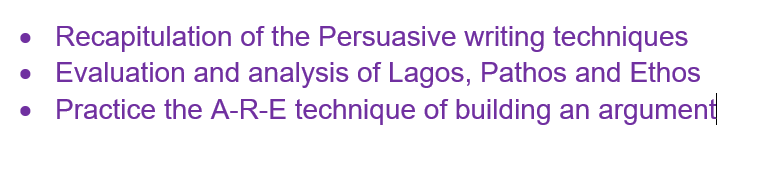 • Recapitulation of the Persuasive writing techniques
• Evaluation and analysis of Lagos, Pathos and Ethos
• Practice the A-R-E technique of building an argument